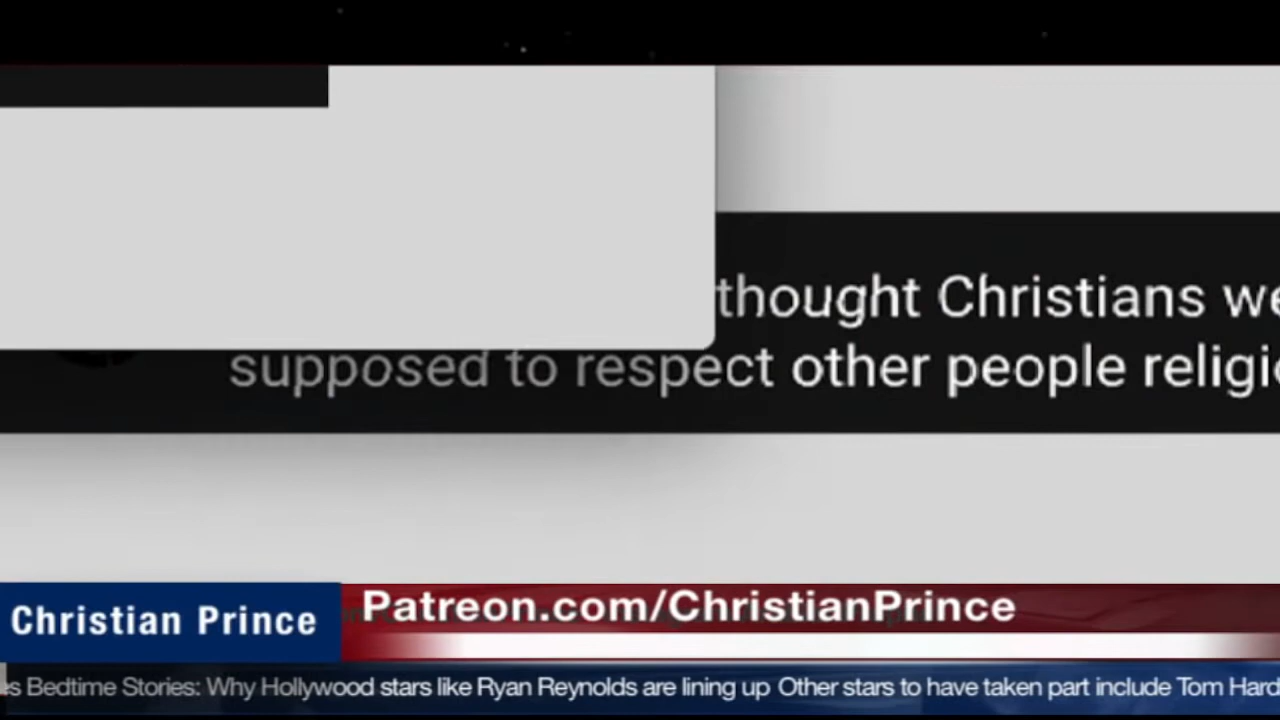 thought Christians we
supposed to respect other people religio
Christian Prince
Patreon.com/ChristianPrince
s Bedtime Stories: Why Hollywood stars like Ryan Reynolds are lining up Other stars to have taken part include Tom Hard